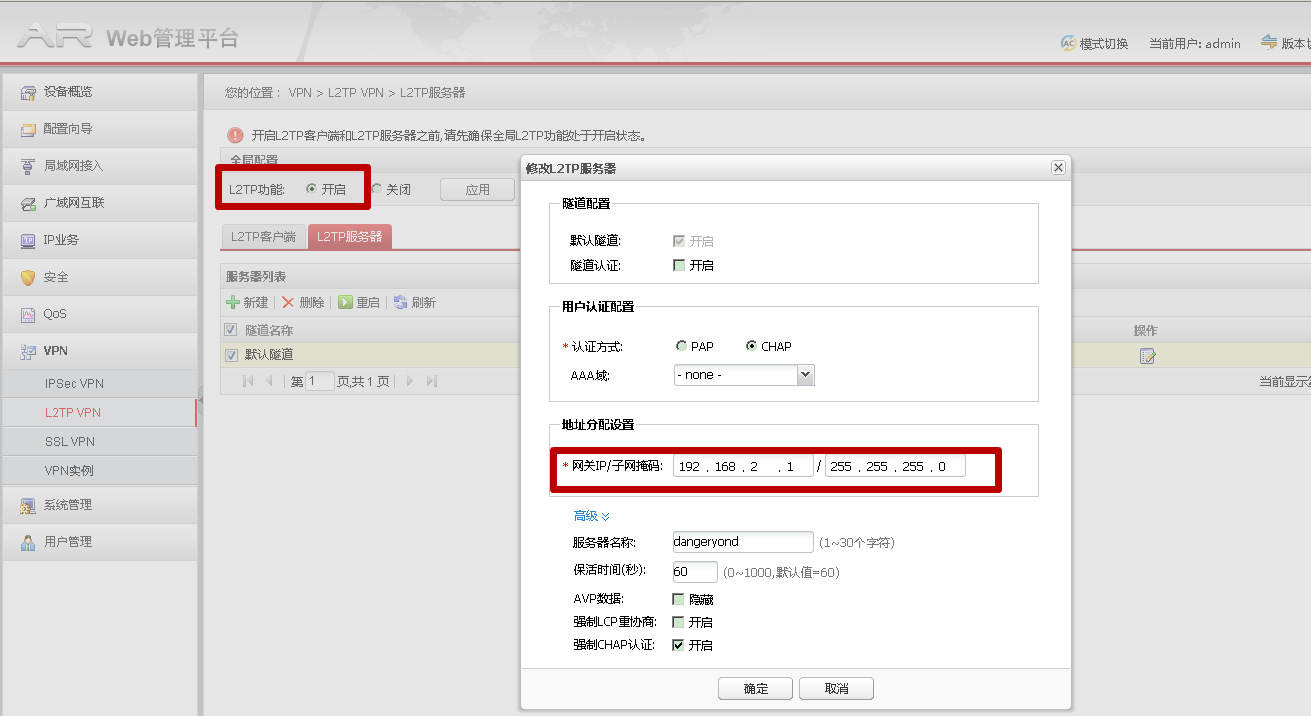 AR Web管理平台
模式切换 当前用户: admin 版本切
设备概览
配置向导
局域网接入
广域网互联
IP业务
安全
QoS
VPN
IPSec VPN
L2TP VPN
SSL VPN
VPN实例
系统管理
用户管理
您的位置： VPN > L2TP VPN > L2TP服务器
开启L2TP客户端和L2TP服务器之前,请先确保全局L2TP功能处于开启状态。
全局配置
L2TP功能: 开启 关闭 应用
L2TP客户端 L2TP服务器
服务器列表
新建 删除 重启 刷新
隧道名称 操作
默认隧道
第 1 页,共 1 页 当前显示
修改L2TP服务器
隧道配置
默认隧道: 开启
隧道认证: 开启
用户认证配置
* 认证方式: PAP CHAP
AAA域: - none -
地址分配设置
* 网关IP/子网掩码: 192 . 168 . 2 . 1 / 255 . 255 . 255 . 0
高级
服务器名称: dangeryond (1~30个字符)
保活时间(秒): 60 (0~1000,默认值=60)
AVP数据: 隐藏
强制LCP重协商: 开启
强制CHAP认证: 开启
确定 取消